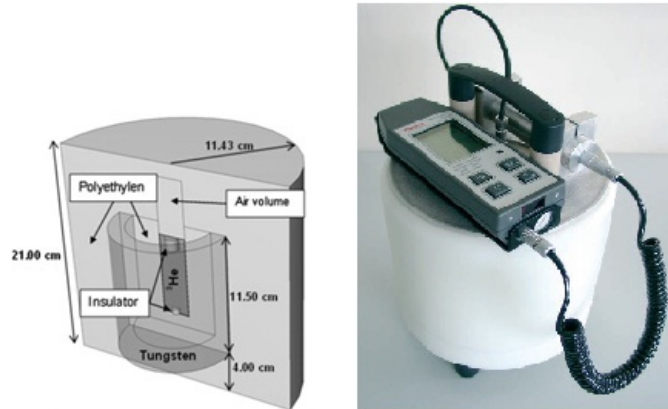 11.43 cm
Polyethylen
Air volume
21.00 cm
³He
Insulator
11.50 cm
Tungsten
4.00 cm